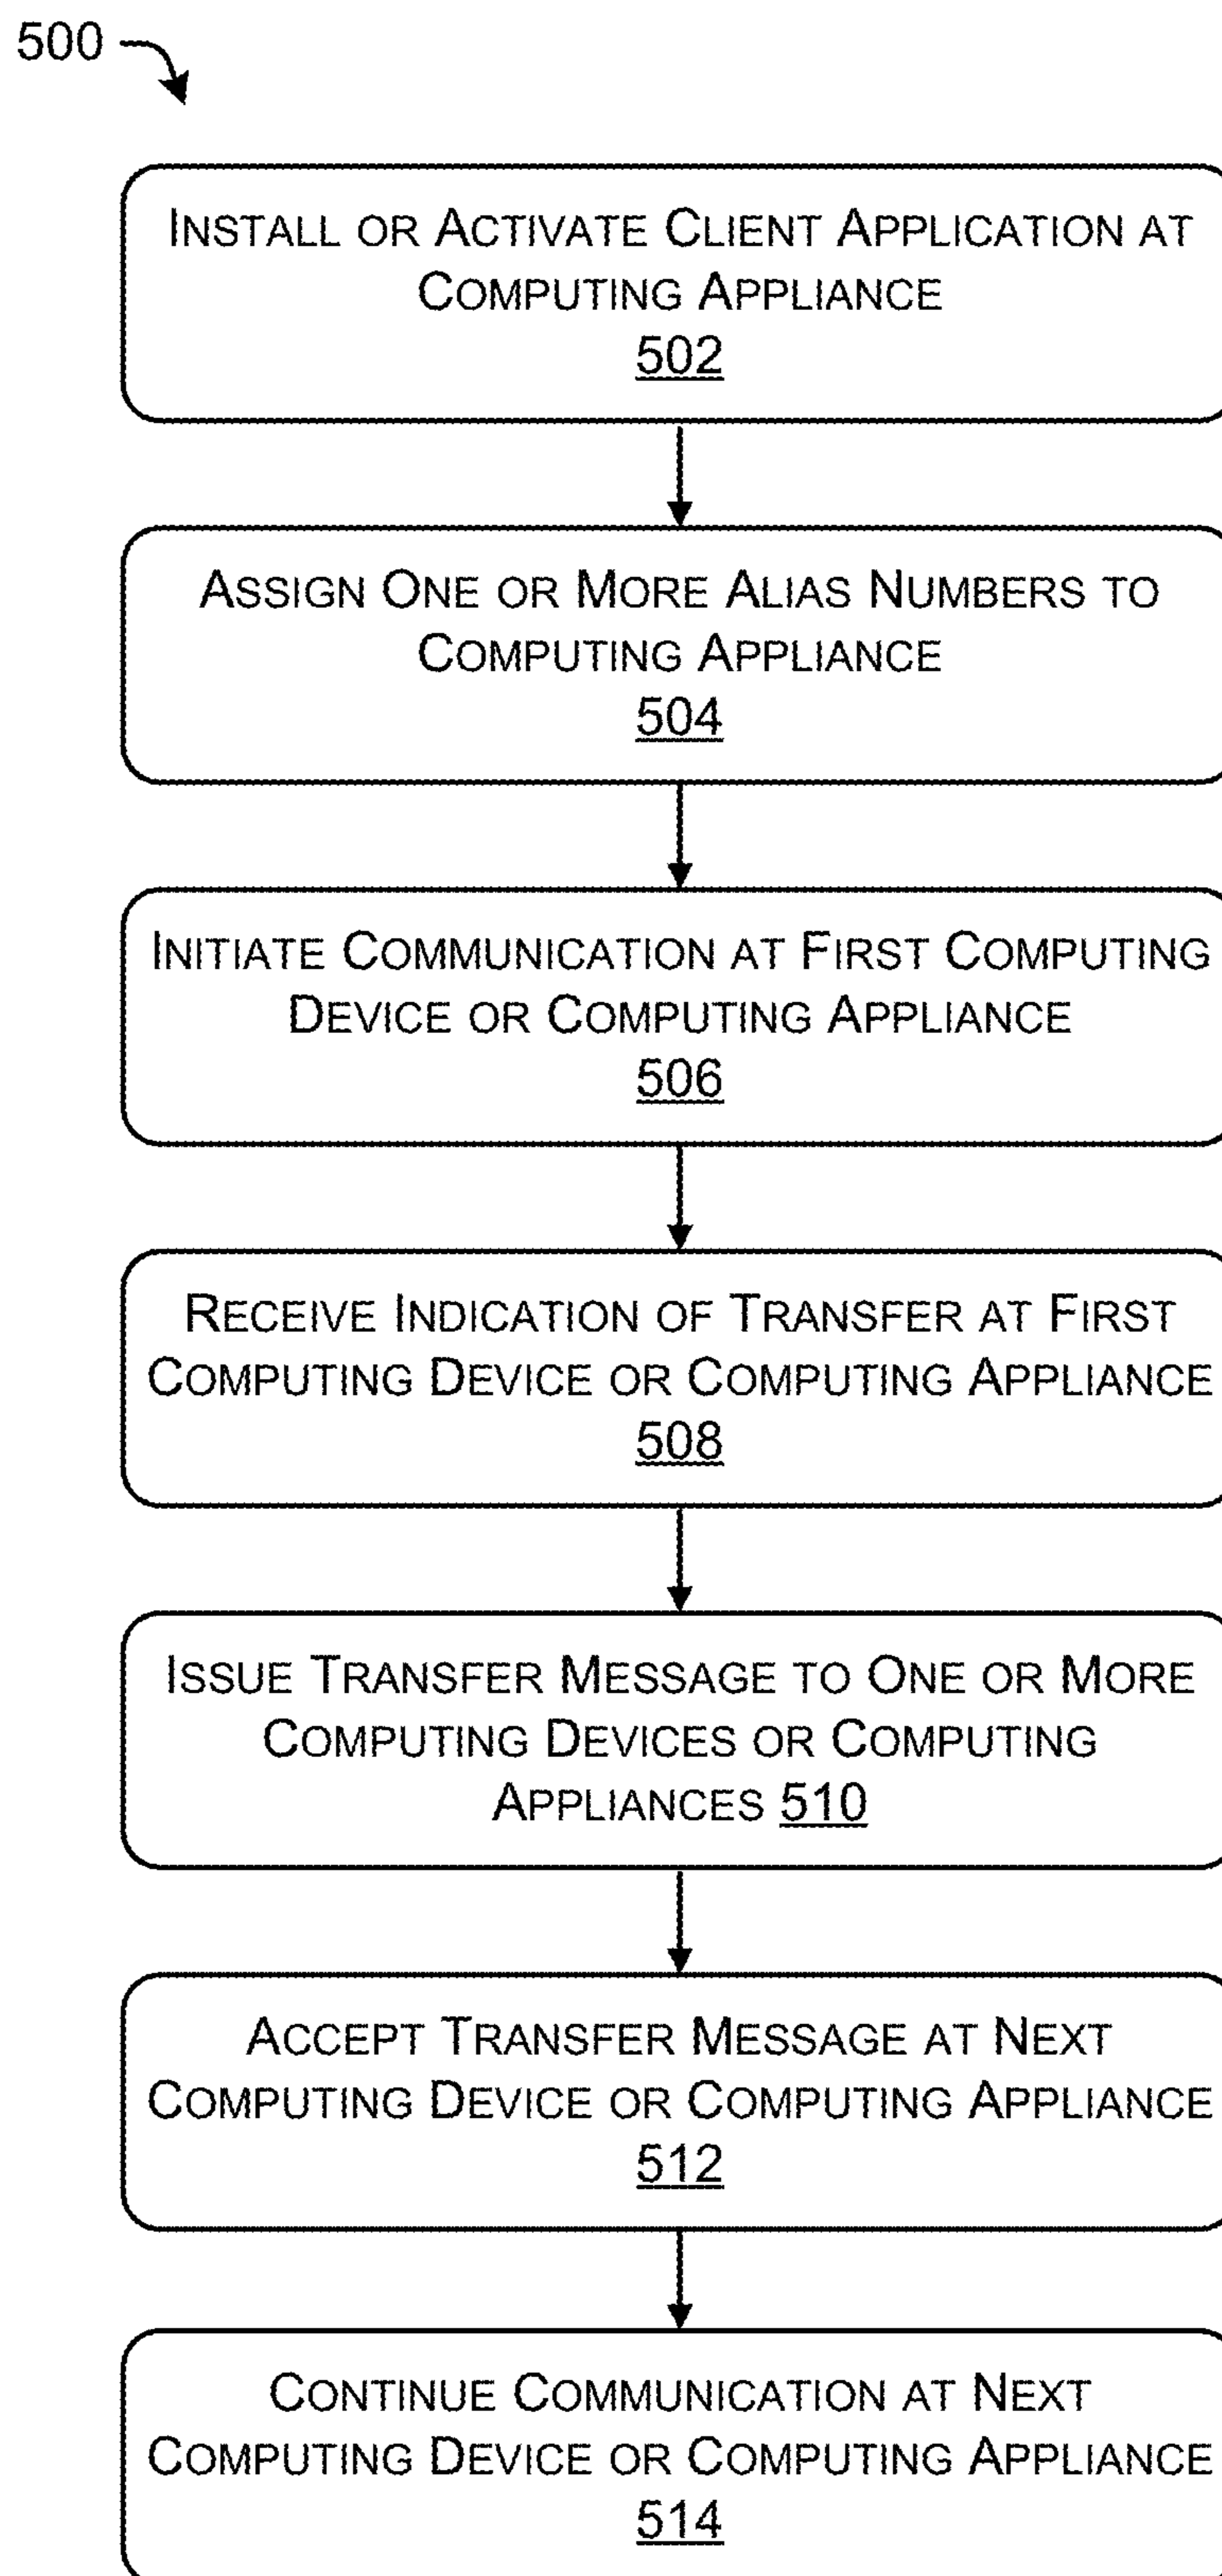 500
INSTALL OR ACTIVATE CLIENT APPLICATION AT
COMPUTING APPLIANCE
502
ASSIGN ONE OR MORE ALIAS NUMBERS TO
COMPUTING APPLIANCE
504
INITIATE COMMUNICATION AT FIRST COMPUTING
DEVICE OR COMPUTING APPLIANCE
506
RECEIVE INDICATION OF TRANSFER AT FIRST
COMPUTING DEVICE OR COMPUTING APPLIANCE
508
ISSUE TRANSFER MESSAGE TO ONE OR MORE
COMPUTING DEVICES OR COMPUTING
APPLIANCES 510
ACCEPT TRANSFER MESSAGE AT NEXT
COMPUTING DEVICE OR COMPUTING APPLIANCE
512
CONTINUE COMMUNICATION AT NEXT
COMPUTING DEVICE OR COMPUTING APPLIANCE
514